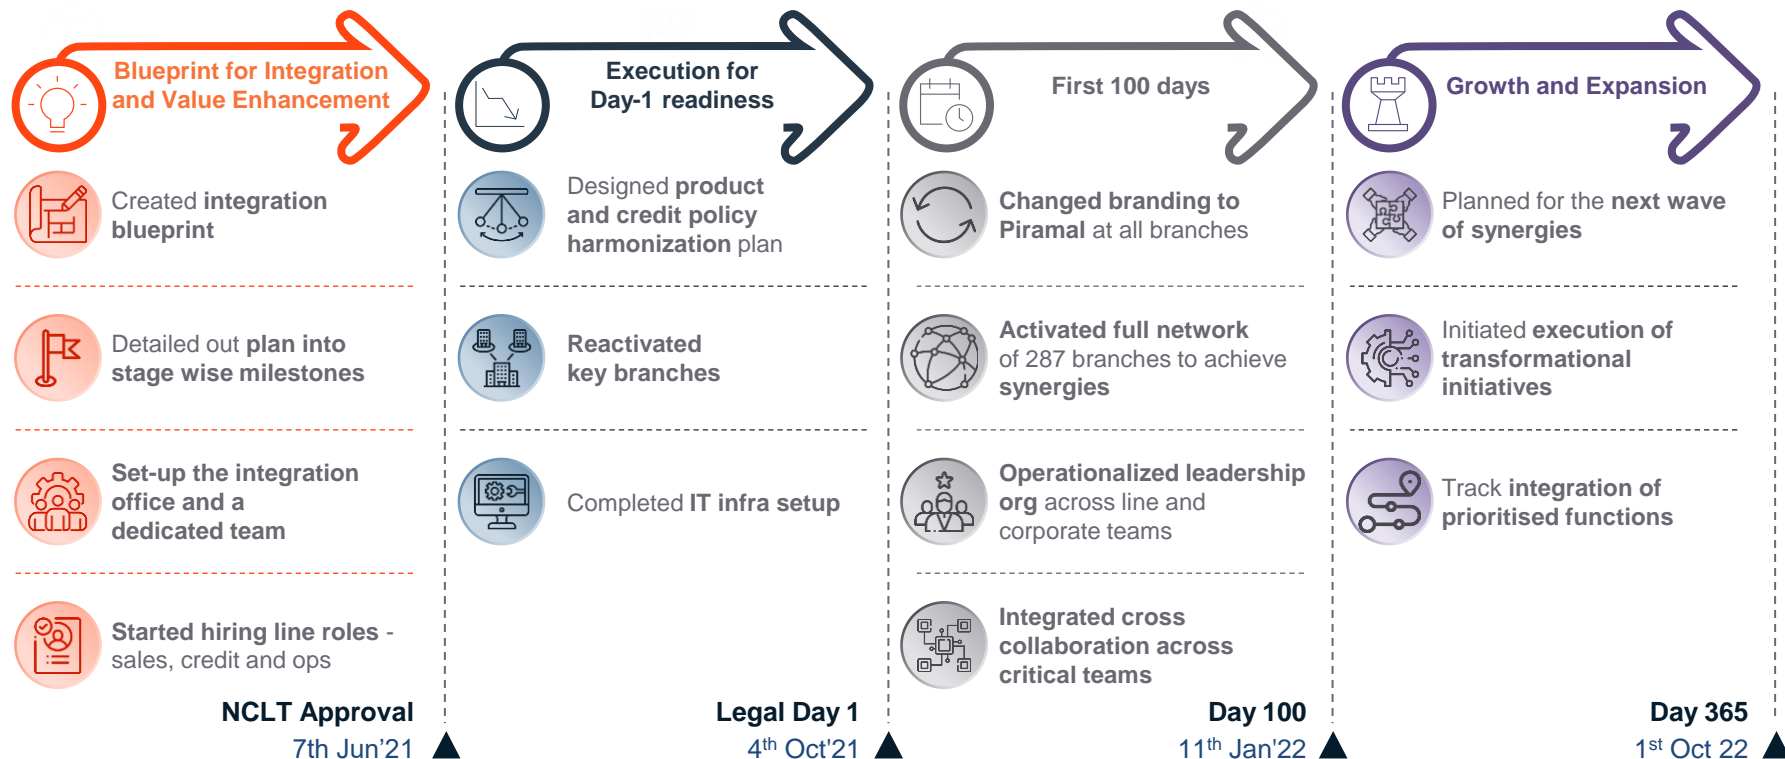 Blueprint for Integration
and Value Enhancement
Created integration
blueprint
Detailed out plan into
stage wise milestones
Set-up the integration
office and a
dedicated team
Started hiring line roles -
sales, credit and ops
NCLT Approval
7th Jun'21
Execution for
Day-1 readiness
Designed product
and credit policy
harmonization plan
Reactivated
key branches
Completed IT infra setup
Legal Day 1
4th Oct'21
First 100 days
Changed branding to
Piramal at all branches
Activated full network
of 287 branches to achieve
synergies
Operationalized leadership
org across line and
corporate teams
Integrated cross
collaboration across
critical teams
Day 100
11th Jan'22
Growth and Expansion
Planned for the next wave
of synergies
Initiated execution of
transformational
initiatives
Track integration of
prioritised functions
Day 365
1st Oct 22